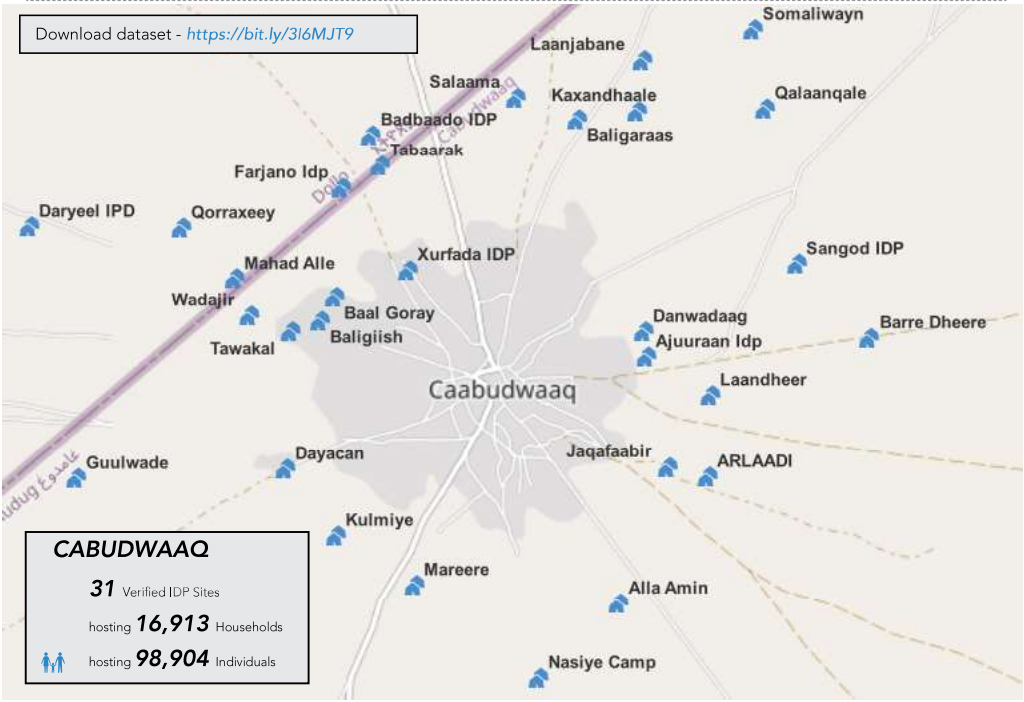 Download dataset - https://bit.ly/3l6MJT9
Somaliwayn
Laanjabane
Salaama
Kaxandhaale
Qalaanqale
Badbaado IDP
Cabudwaaq
Baligaraas
Tabaarak
Farjano Idp
Dollo
Daryeel IPD
Qorraxeey
Xurfada IDP
Sangod IDP
Mahad Alle
Wadajir
Baal Goray
Danwadaag
Barre Dheere
Baligiish
Ajuuraan Idp
Tawakal
Laandheer
Caabudwaaq
Jaqafaabir
Dayacan
ARLAADI
Guulwade
Kulmiye
Mareere
Alla Amin
Nasiye Camp
CABUDWAAQ
31 Verified IDP Sites
hosting 16,913 Households
hosting 98,904 Individuals